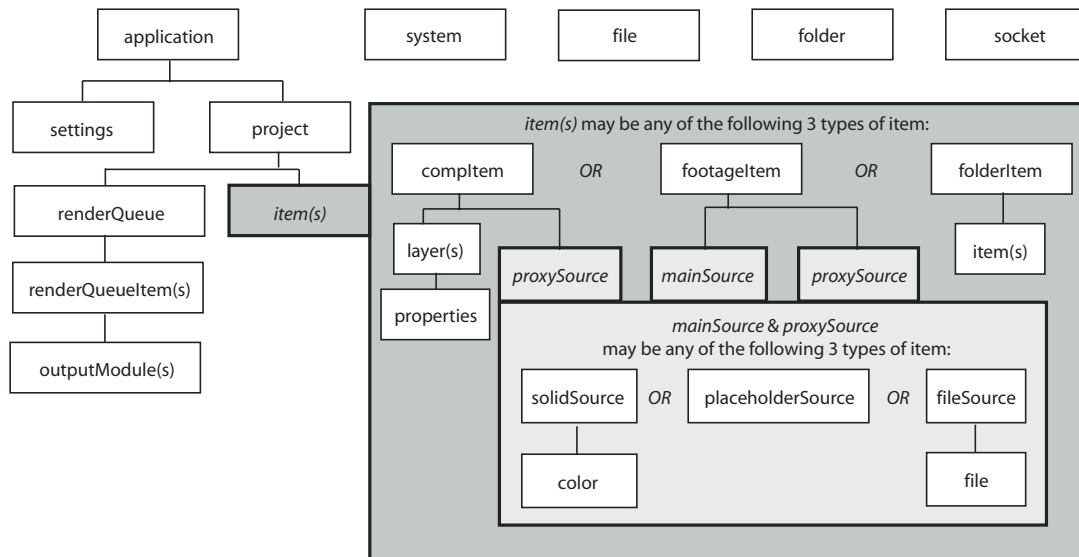 application
system
file
folder
socket
settings
project
item(s) may be any of the following 3 types of item:
compItem
OR
footageItem
OR
folderItem
renderQueue
item(s)
layer(s)
item(s)
proxySource
mainSource
proxySource
renderQueueItem(s)
properties
mainSource & proxySource
may be any of the following 3 types of item:
outputModule(s)
solidSource
OR
placeholderSource
OR
fileSource
color
file